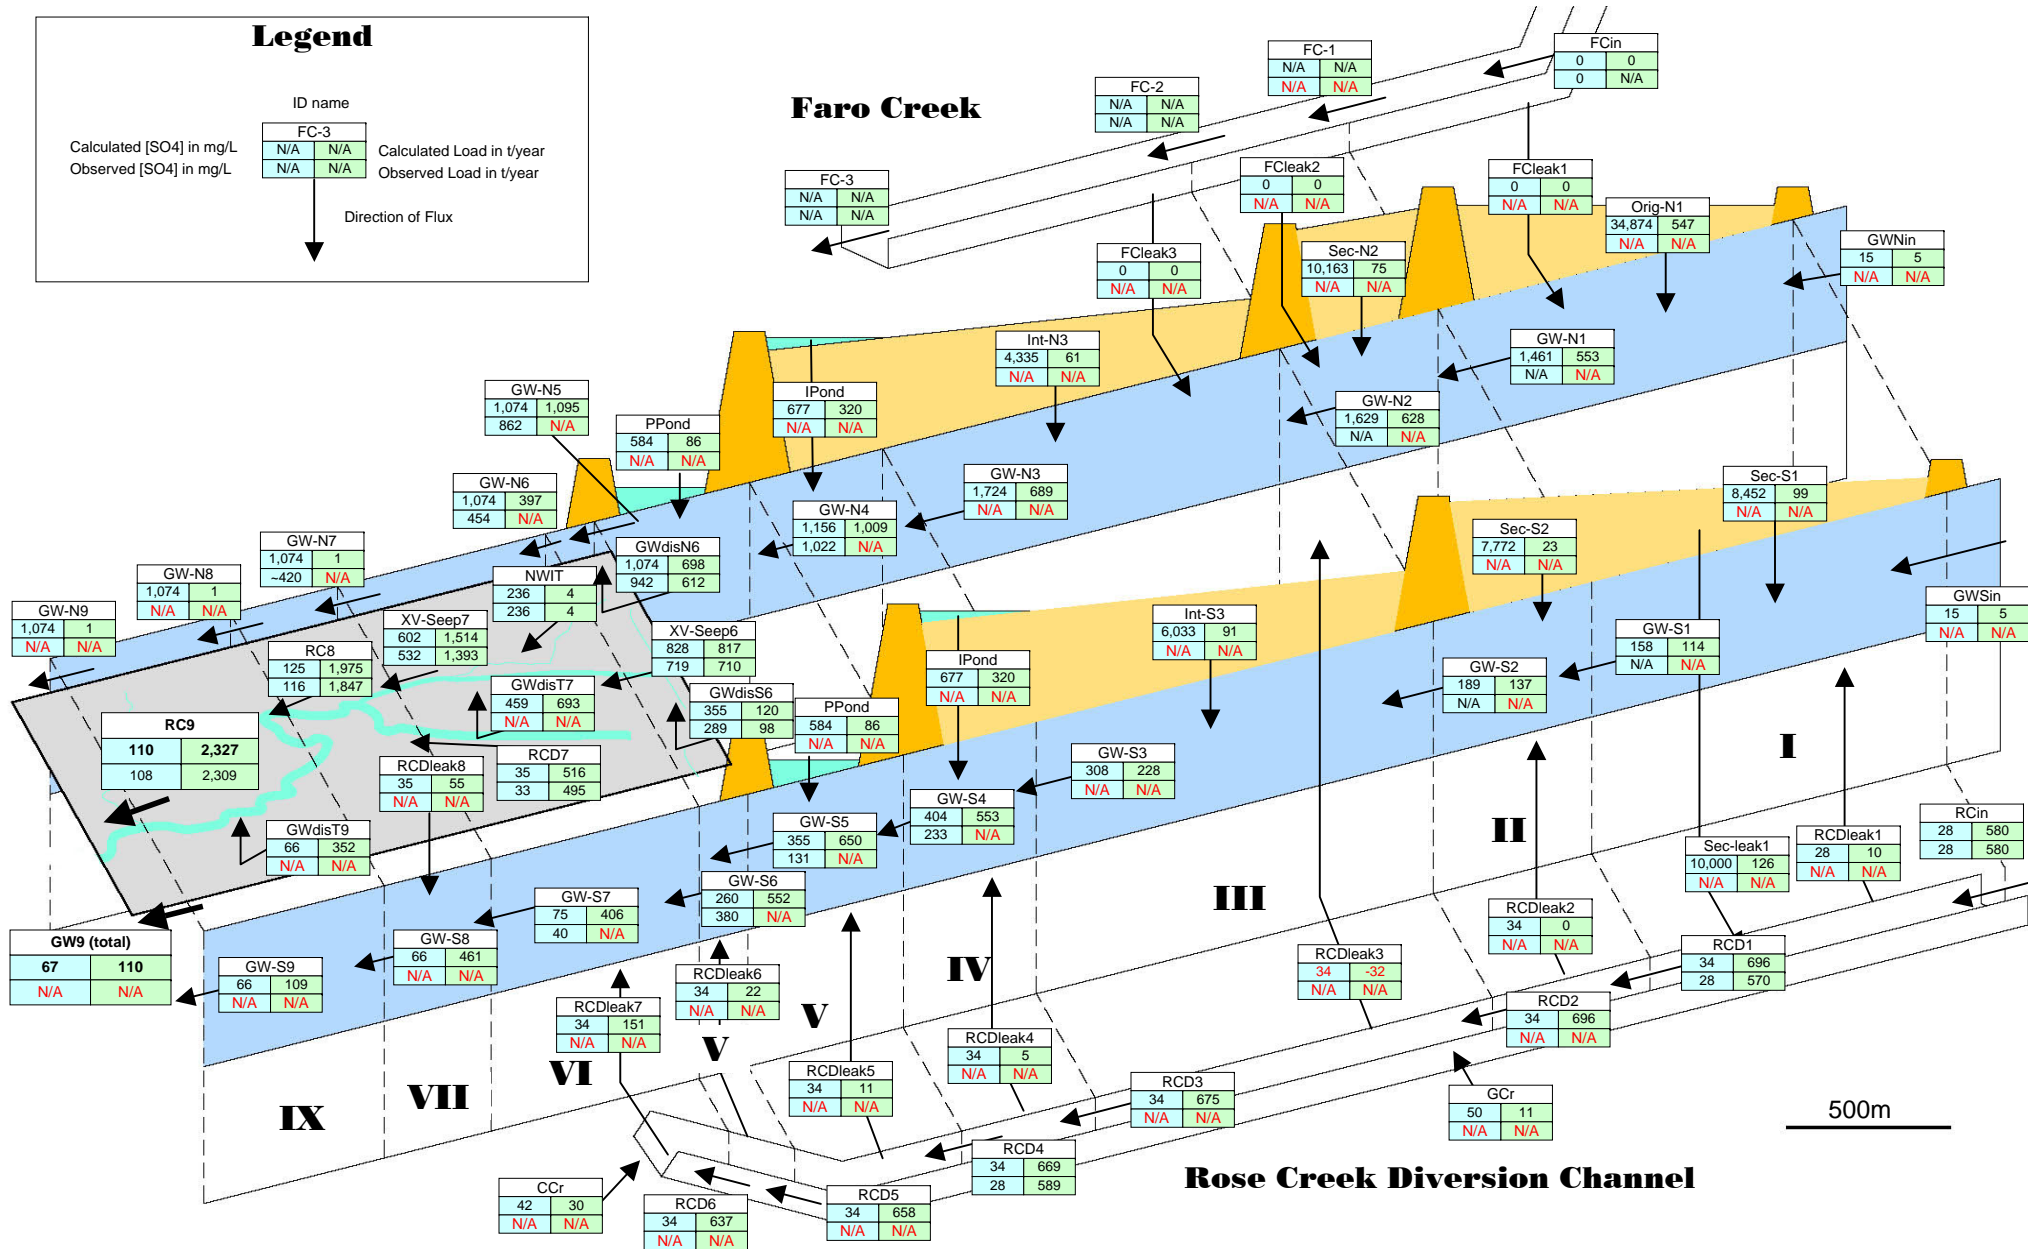 Legend
ID name
FC-3
Calculated [SO4] in mg/L N/A N/A Calculated Load in t/year
Observed [SO4] in mg/L N/A N/A Observed Load in t/year
Direction of Flux
Faro Creek
FCin
0 0
0 N/A
FC-1
N/A N/A
N/A N/A
FC-2
N/A N/A
N/A N/A
FC-3
N/A N/A
N/A N/A
FCleak2
0 0
N/A N/A
FCleak1
0 0
N/A N/A
Orig-N1
34,874 547
N/A N/A
GWNin
15 5
N/A N/A
FCleak3
0 0
N/A N/A
Sec-N2
10,163 75
N/A N/A
Int-N3
4,335 61
N/A N/A
GW-N1
1,461 553
N/A N/A
GW-N2
1,629 628
N/A N/A
GW-N5
1,074 1,095
862 N/A
IPond
677 320
N/A N/A
PPond
584 86
N/A N/A
GW-N6
1,074 397
454 N/A
GW-N3
1,724 689
N/A N/A
GW-N4
1,156 1,009
1,022 N/A
Sec-S1
8,452 99
N/A N/A
Sec-S2
7,772 23
N/A N/A
GW-N7
1,074 1
~420 N/A
GW-N8
1,074 1
N/A N/A
GW-N9
1,074 1
N/A N/A
GWdisN6
1,074 698
942 612
NWIT
236 4
236 4
XV-Seep7
602 1,514
532 1,393
RC8
125 1,975
116 1,847
XV-Seep6
828 817
719 710
GWdisT7
459 693
N/A N/A
GWdisS6
355 120
289 98
PPond
584 86
N/A N/A
IPond
677 320
N/A N/A
Int-S3
6,033 91
N/A N/A
GWSin
15 5
N/A N/A
GW-S1
158 114
N/A N/A
GW-S2
189 137
N/A N/A
RC9
110 2,327
108 2,309
RCDleak8
35 55
N/A N/A
RCD7
35 516
33 495
GW-S3
308 228
N/A N/A
GW-S4
404 553
233 N/A
GW-S5
355 650
131 N/A
GWdisT9
66 352
N/A N/A
I
II
III
IV
V
V
VI
VII
IX
Sec-leak1
10,000 126
N/A N/A
RCDleak1
28 10
N/A N/A
RCin
28 580
28 580
GW-S6
260 552
380 N/A
GW-S7
75 406
40 N/A
GW-S8
66 461
N/A N/A
GW-S9
66 109
N/A N/A
GW9 (total)
67 110
N/A N/A
RCDleak2
34 0
N/A N/A
RCDleak3
34 -32
N/A N/A
RCD1
34 696
28 570
RCD2
34 696
N/A N/A
RCDleak6
34 22
N/A N/A
RCDleak7
34 151
N/A N/A
RCDleak4
34 5
N/A N/A
RCDleak5
34 11
N/A N/A
RCD3
34 675
N/A N/A
GCr
50 11
N/A N/A
500m
RCD4
34 669
28 589
Rose Creek Diversion Channel
CCr
42 30
N/A N/A
RCD6
34 637
N/A N/A
RCD5
34 658
N/A N/A